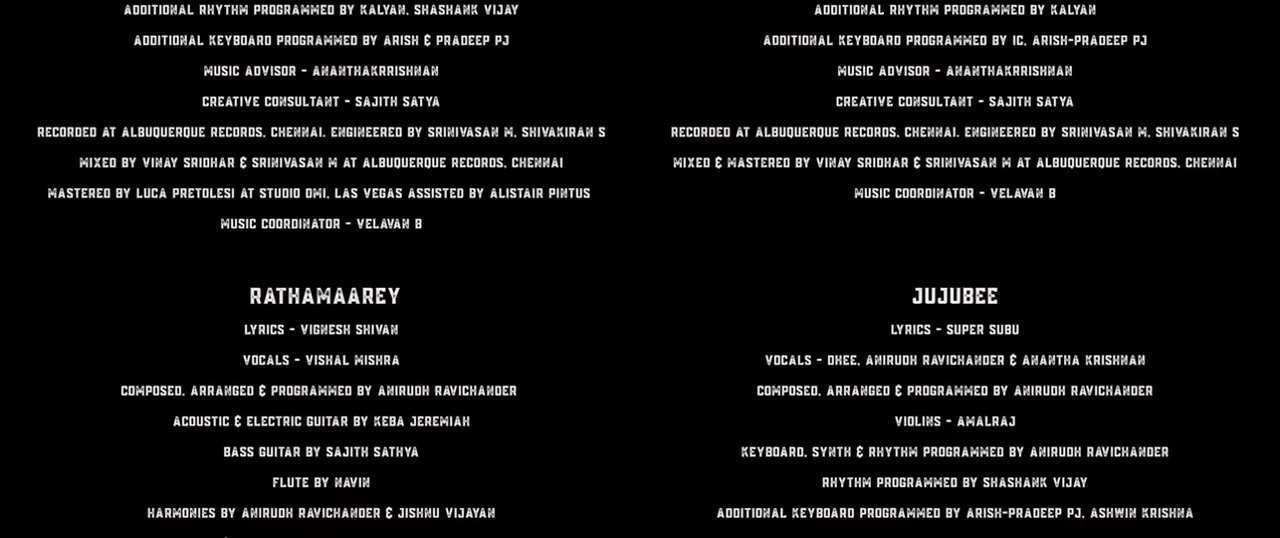 ADDITIONAL RHYTHM PROGRAMMED BY KALYAN, SHASHANK VIJAY
ADDITIONAL KEYBOARD PROGRAMMED BY ARISH & PRADEEP PJ
MUSIC ADVISOR - ANANTHAKRRISHNAN
CREATIVE CONSULTANT - SAJITH SATYA
RECORDED AT ALBUQUERQUE RECORDS, CHENNAI. ENGINEERED BY SRINIVASAN M, SHIVAKIRAN S
MIXED BY VINAY SRIDHAR & SRINIVASAN M AT ALBUQUERQUE RECORDS, CHENNAI
MASTERED BY LUCA PRETOLESI AT STUDIO DMI, LAS VEGAS ASSISTED BY ALISTAIR PINTUS
MUSIC COORDINATOR - VELAVAN B
RATHAMAAREY
LYRICS - VIGNESH SHIVAN
VOCALS - VISHAL MISHRA
COMPOSED, ARRANGED & PROGRAMMED BY ANIRUDH RAVICHANDER
ACOUSTIC & ELECTRIC GUITAR BY KEBA JEREMIAH
BASS GUITAR BY SAJITH SATHYA
FLUTE BY NAVIN
HARMONIES BY ANIRUDH RAVICHANDER & JISHNU VIJAYAN
ADDITIONAL RHYTHM PROGRAMMED BY KALYAN
ADDITIONAL KEYBOARD PROGRAMMED BY IC, ARISH-PRADEEP PJ
MUSIC ADVISOR - ANANTHAKRRISHNAN
CREATIVE CONSULTANT - SAJITH SATYA
RECORDED AT ALBUQUERQUE RECORDS, CHENNAI. ENGINEERED BY SRINIVASAN M, SHIVAKIRAN S
MIXED & MASTERED BY VINAY SRIDHAR & SRINIVASAN M AT ALBUQUERQUE RECORDS, CHENNAI
MUSIC COORDINATOR - VELAVAN B
JUJUBEE
LYRICS - SUPER SUBU
VOCALS - DHEE, ANIRUDH RAVICHANDER & ANANTHA KRISHNAN
COMPOSED, ARRANGED & PROGRAMMED BY ANIRUDH RAVICHANDER
VIOLINS - AMALRAJ
KEYBOARD, SYNTH & RHYTHM PROGRAMMED BY ANIRUDH RAVICHANDER
RHYTHM PROGRAMMED BY SHASHANK VIJAY
ADDITIONAL KEYBOARD PROGRAMMED BY ARISH-PRADEEP PJ, ASHWIN KRISHNA